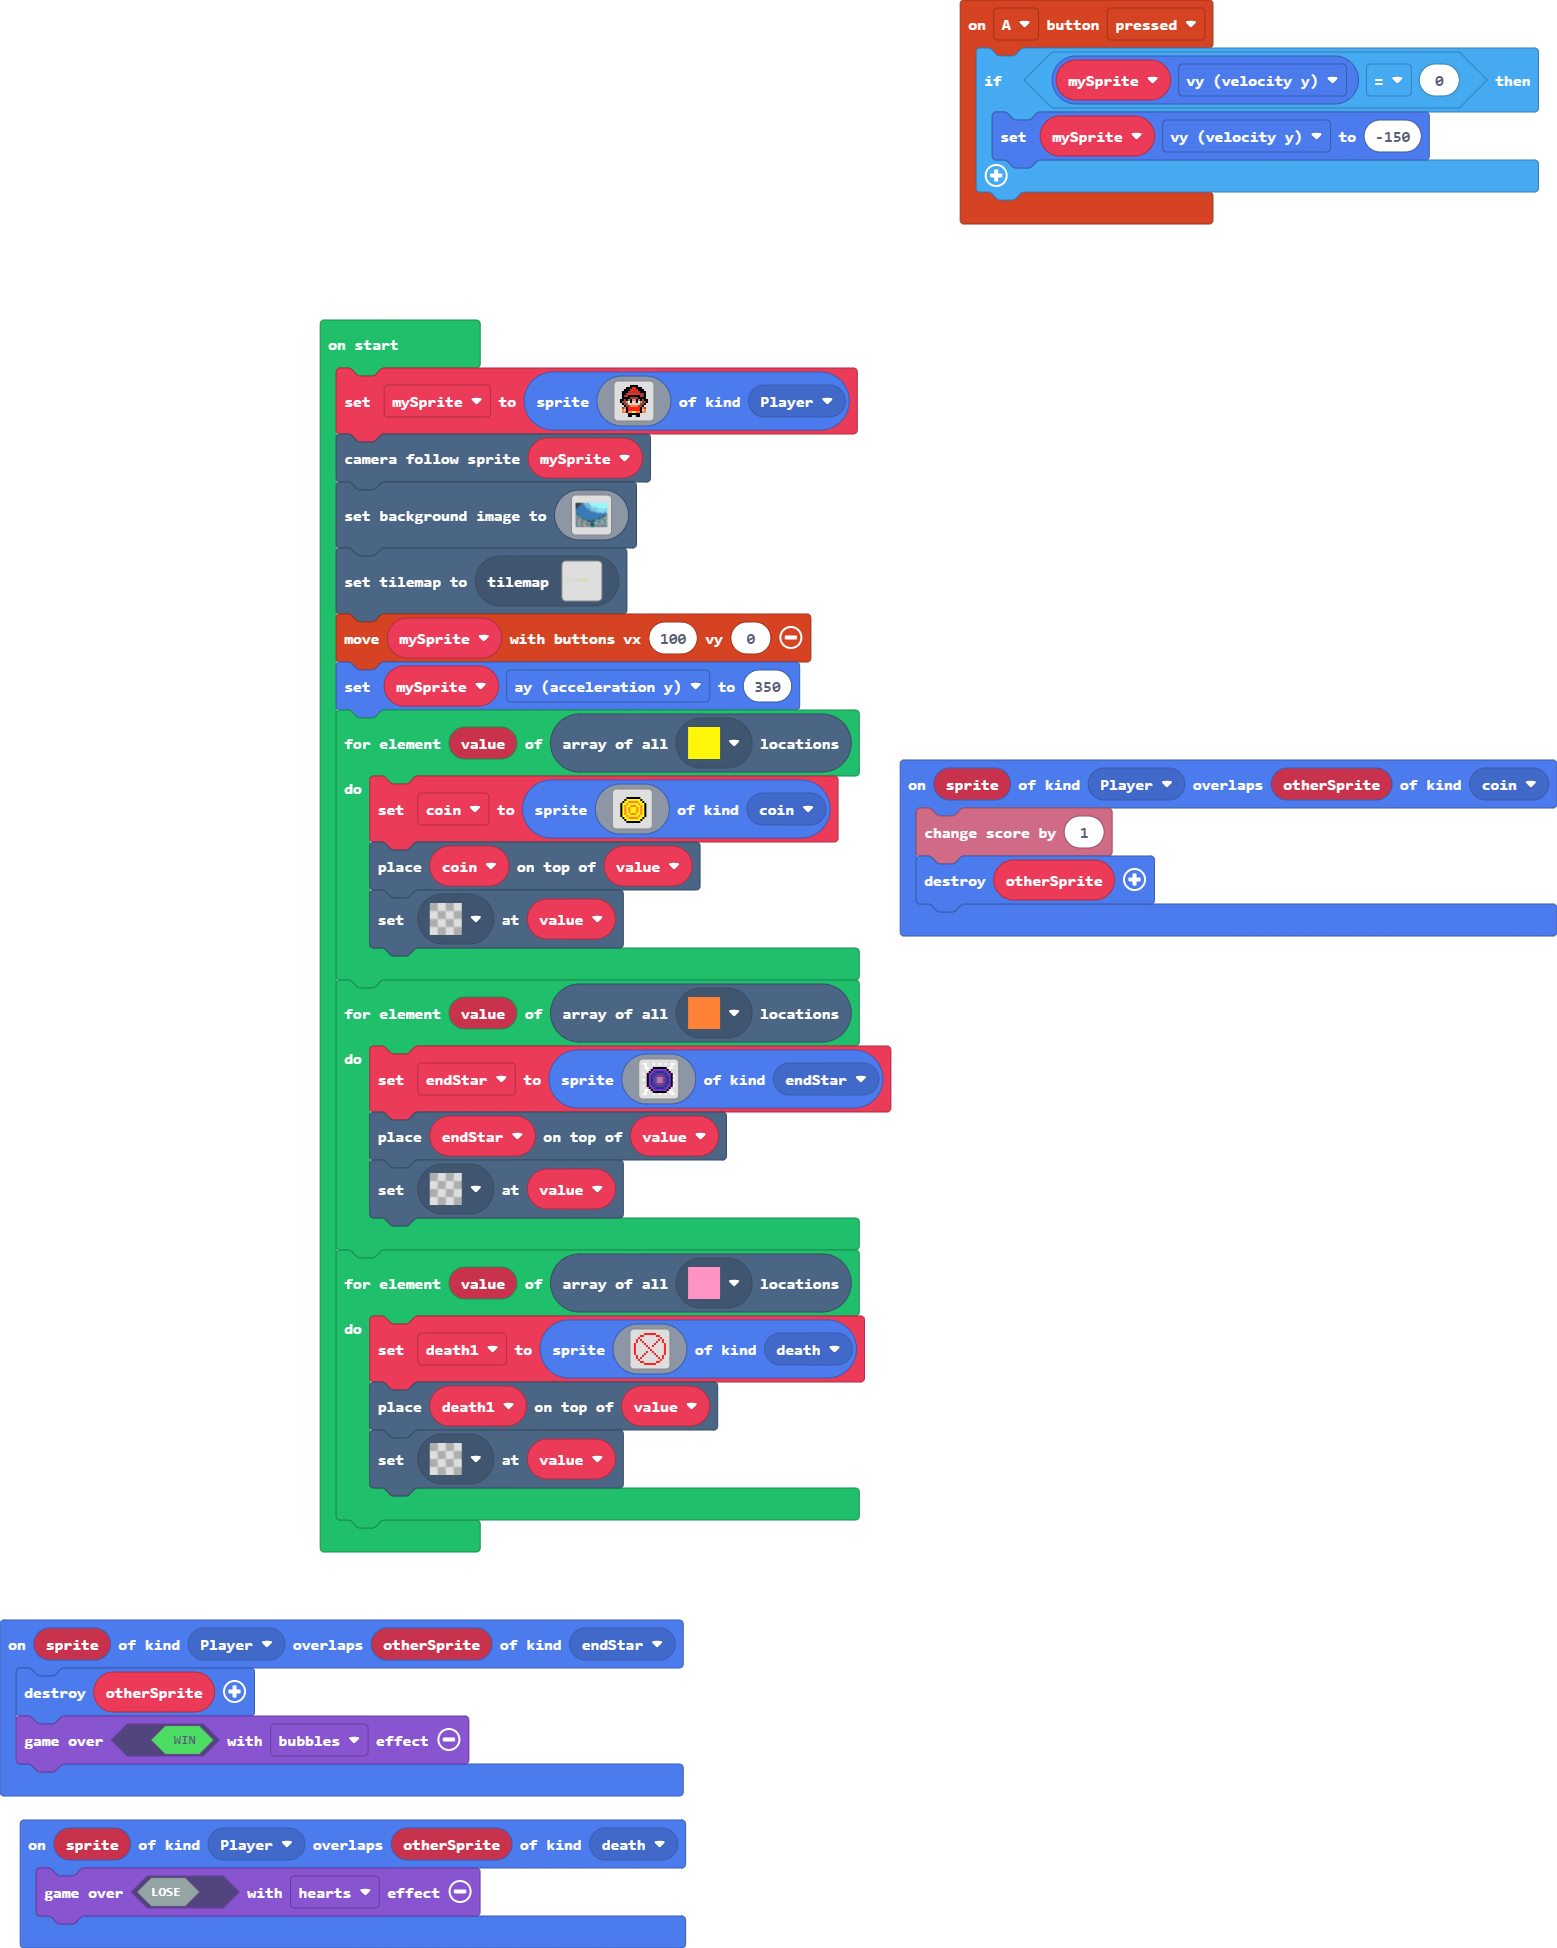 on A button pressed
if mySprite vy (velocity y) = 0 then
set mySprite vy (velocity y) to -150
on start
set mySprite to sprite of kind Player
camera follow sprite mySprite
set background image to
set tilemap to tilemap
move mySprite with buttons vx 100 vy 0
set mySprite ay (acceleration y) to 350
for element value of array of all locations
do
set coin to sprite of kind coin
place coin on top of value
set at value
for element value of array of all locations
do
set endStar to sprite of kind endStar
place endStar on top of value
set at value
for element value of array of all locations
do
set death1 to sprite of kind death
place death1 on top of value
set at value
on sprite of kind Player overlaps otherSprite of kind coin
change score by 1
destroy otherSprite
on sprite of kind Player overlaps otherSprite of kind endStar
destroy otherSprite
game over WIN with bubbles effect
on sprite of kind Player overlaps otherSprite of kind death
game over LOSE with hearts effect